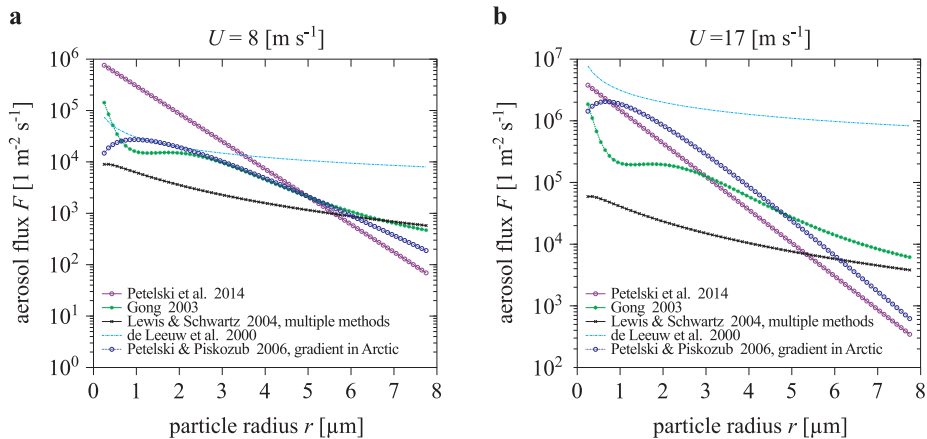 a
U = 8 [m s⁻¹]
aerosol flux F [1 m⁻² s⁻¹]
10⁶
10⁵
10⁴
10³
10²
10¹
10⁰
Petelski et al. 2014
Gong 2003
Lewis & Schwartz 2004, multiple methods
de Leeuw et al. 2000
Petelski & Piskozub 2006, gradient in Arctic
0 1 2 3 4 5 6 7 8
particle radius r [µm]
b
U =17 [m s⁻¹]
aerosol flux F [1 m⁻² s⁻¹]
10⁷
10⁶
10⁵
10⁴
10³
10²
Petelski et al. 2014
Gong 2003
Lewis & Schwartz 2004, multiple methods
de Leeuw et al. 2000
Petelski & Piskozub 2006, gradient in Arctic
0 1 2 3 4 5 6 7 8
particle radius r [µm]